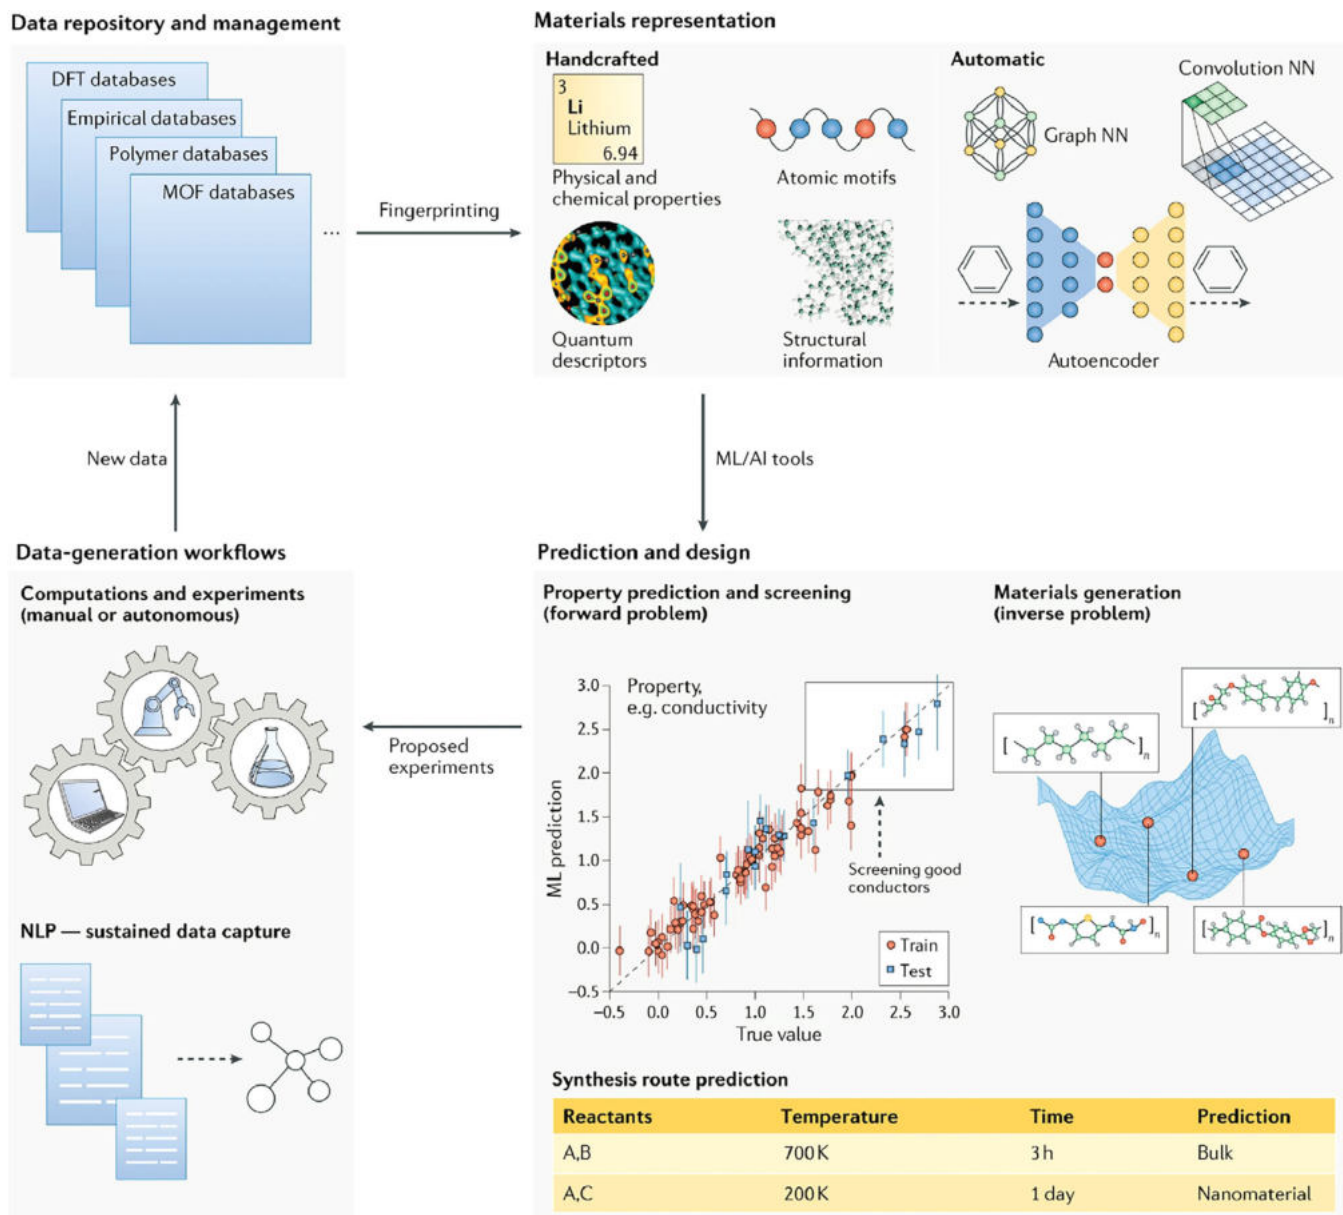 Data repository and management
DFT databases
Empirical databases
Polymer databases
MOF databases
...
Fingerprinting
Materials representation
Handcrafted
3
Li
Lithium
6.94
Physical and
chemical properties
Atomic motifs
Quantum
descriptors
Structural
information
Automatic
Graph NN
Convolution NN
Autoencoder
New data
ML/AI tools
Data-generation workflows
Computations and experiments
(manual or autonomous)
NLP — sustained data capture
Proposed
experiments
Prediction and design
Property prediction and screening
(forward problem)
Property,
e.g. conductivity
ML prediction
3.0
2.5
2.0
1.5
1.0
0.5
0.0
−0.5
Screening good
conductors
Train
Test
−0.5 0.0 0.5 1.0 1.5 2.0 2.5 3.0
True value
Materials generation
(inverse problem)
[ ]n
[ ]n
[ ]n
[ ]n
Synthesis route prediction
Reactants Temperature Time Prediction
A,B 700 K 3 h Bulk
A,C 200 K 1 day Nanomaterial